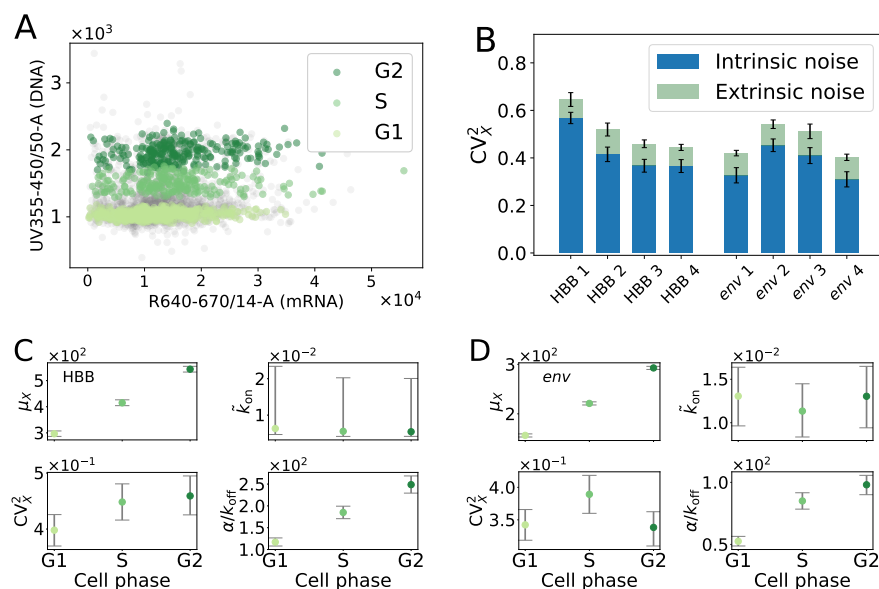 A
×10³
UV355-450/50-A (DNA)
3
2
1
G2
S
G1
0 1 2 3 4 5
×10⁴
R640-670/14-A (mRNA)
B
CV²_X
0.8
0.6
0.4
0.2
0.0
Intrinsic noise
Extrinsic noise
HBB 1 HBB 2 HBB 3 HBB 4 env 1 env 2 env 3 env 4
C
×10²
HBB
μ_X
5
4
3
×10⁻²
k̃_on
2
1
×10⁻¹
CV²_X
5
4
G1 S G2
Cell phase
×10²
α/k_off
2.5
2.0
1.5
1.0
G1 S G2
Cell phase
D
×10²
env
μ_X
3
2
×10⁻²
k̃_on
1.5
1.0
×10⁻¹
CV²_X
4.0
3.5
G1 S G2
Cell phase
×10²
α/k_off
1.0
0.5
G1 S G2
Cell phase